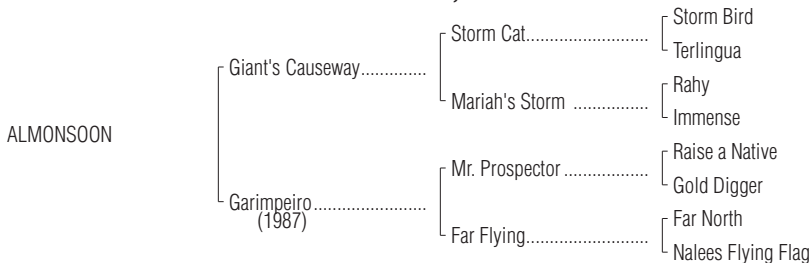 Storm Bird
Storm Cat..........................
Terlingua
Giant's Causeway..............
Rahy
Mariah's Storm ................
Immense
ALMONSOON
Raise a Native
Mr. Prospector ..................
Gold Digger
Garimpeiro........................
(1987)
Far North
Far Flying..........................
Nalees Flying Flag